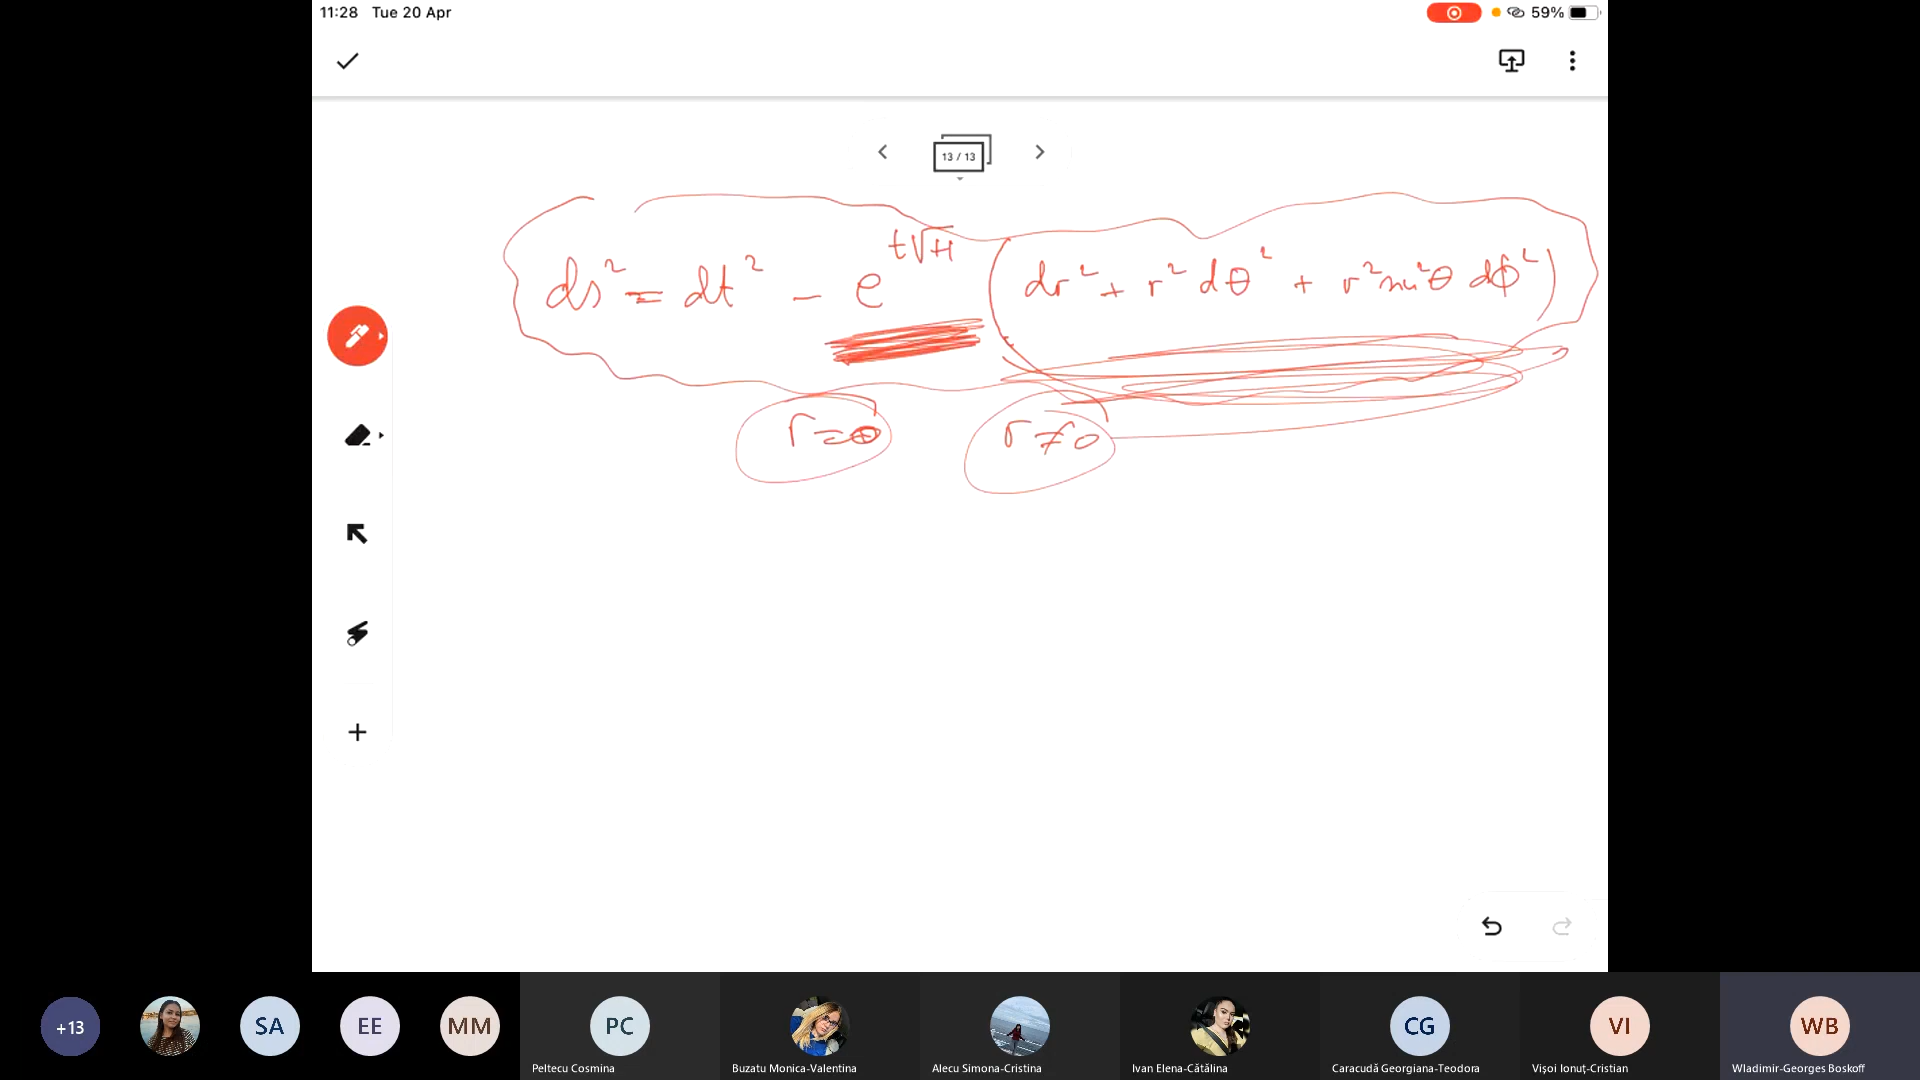 11:28 Tue 20 Apr 59%
13 / 13
ds² = dt² - e^{t√H} (dr² + r² dθ² + r² sin²θ dϕ²)
r = 0 r ≠ 0
+13 SA EE MM PC CG VI WB
Peltecu Cosmina Buzatu Monica-Valentina Alecu Simona-Cristina Ivan Elena-Cătălina Caracudă Georgiana-Teodora Vișoi Ionuț-Cristian Wladimir-Georges Boskoff